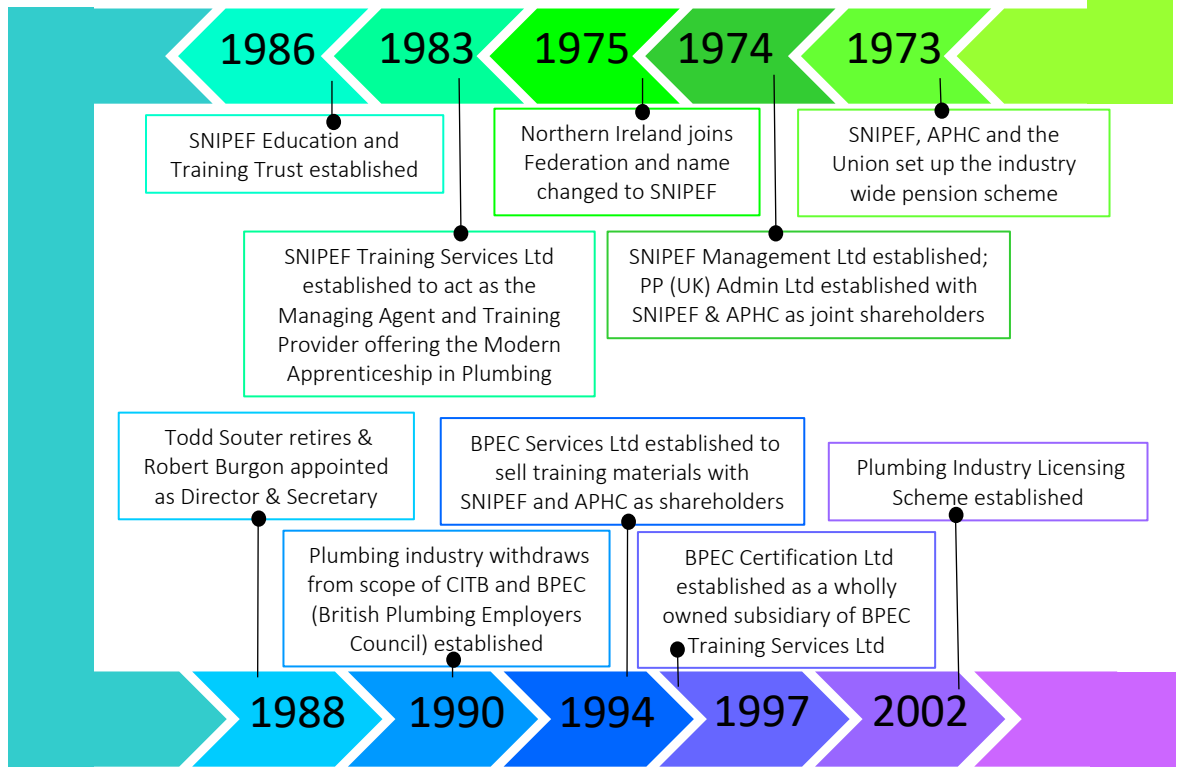 1986
1983
1975
1974
1973
SNIPEF Education and
Training Trust established
Northern Ireland joins
Federation and name
changed to SNIPEF
SNIPEF, APHC and the
Union set up the industry
wide pension scheme
SNIPEF Training Services Ltd
established to act as the
Managing Agent and Training
Provider offering the Modern
Apprenticeship in Plumbing
SNIPEF Management Ltd established;
PP (UK) Admin Ltd established with
SNIPEF & APHC as joint shareholders
Todd Souter retires &
Robert Burgon appointed
as Director & Secretary
BPEC Services Ltd established to
sell training materials with
SNIPEF and APHC as shareholders
Plumbing Industry Licensing
Scheme established
Plumbing industry withdraws
from scope of CITB and BPEC
(British Plumbing Employers
Council) established
BPEC Certification Ltd
established as a wholly
owned subsidiary of BPEC
Training Services Ltd
1988
1990
1994
1997
2002